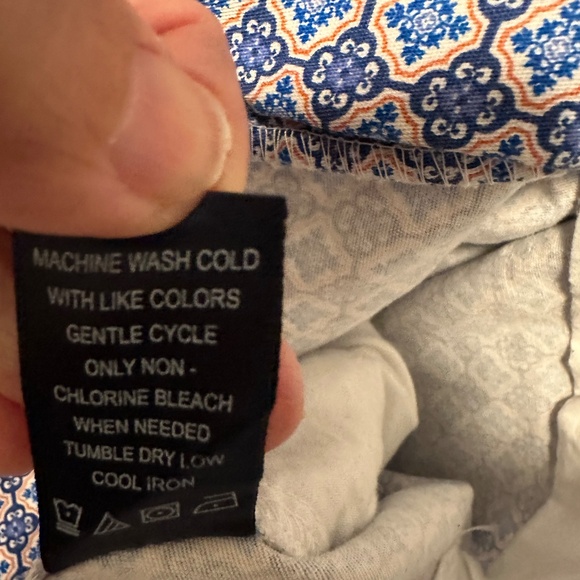 MACHINE WASH COLD
WITH LIKE COLORS
GENTLE CYCLE
ONLY NON -
CHLORINE BLEACH
WHEN NEEDED
TUMBLE DRY LOW
COOL IRON